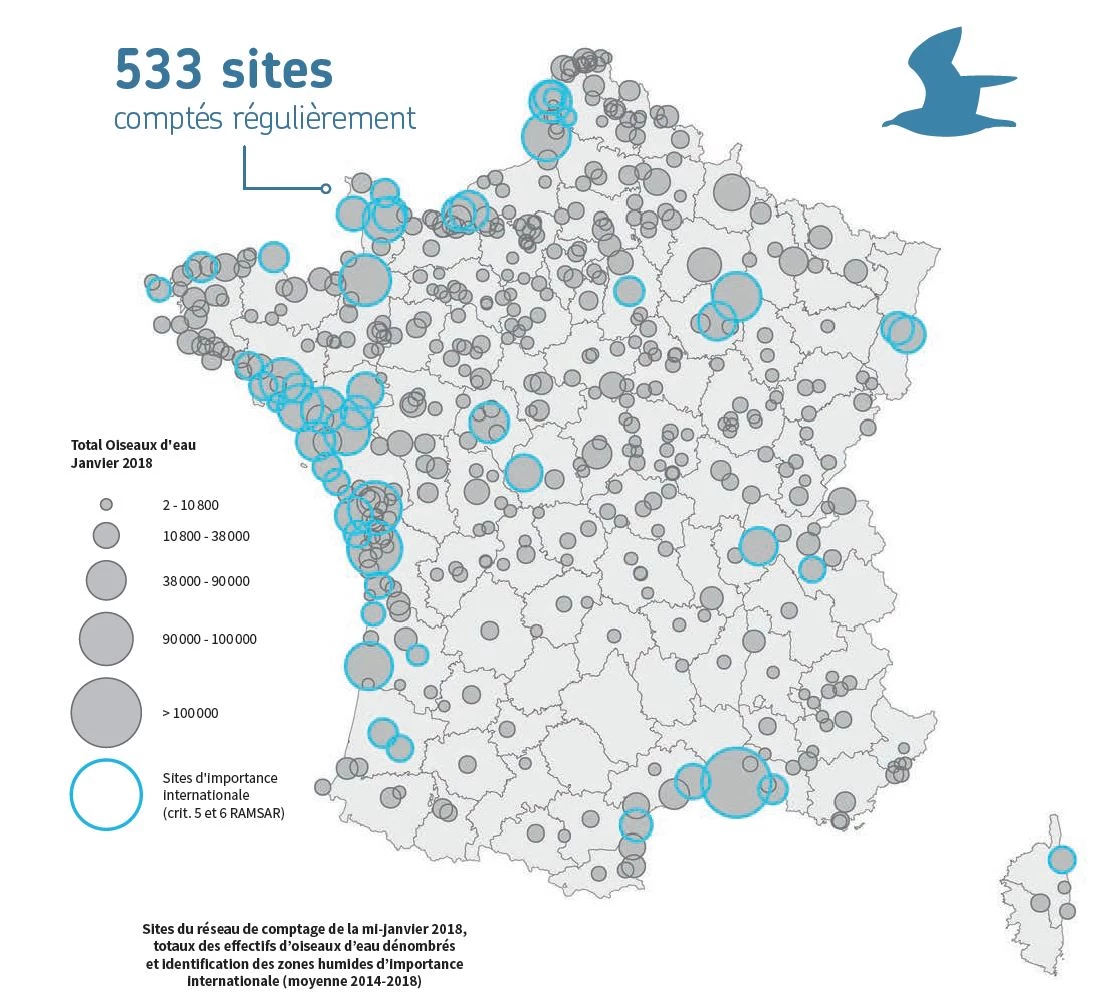 533 sites
comptés régulièrement
Total Oiseaux d'eau
Janvier 2018
2 - 10 800
10 800 - 38 000
38 000 - 90 000
90 000 - 100 000
> 100 000
Sites d'importance
internationale
(crit. 5 et 6 RAMSAR)
Sites du réseau de comptage de la mi-janvier 2018,
totaux des effectifs d’oiseaux d’eau dénombrés
et identification des zones humides d’importance
internationale (moyenne 2014-2018)